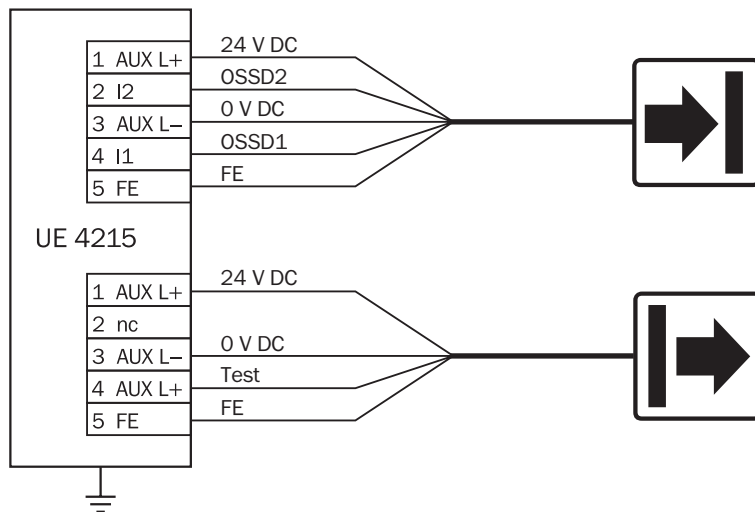 1 AUX L+ 24 V DC
2 I2 OSSD2
3 AUX L– 0 V DC
4 I1 OSSD1
5 FE FE
UE 4215
1 AUX L+ 24 V DC
2 nc
3 AUX L– 0 V DC
4 AUX L+ Test
5 FE FE